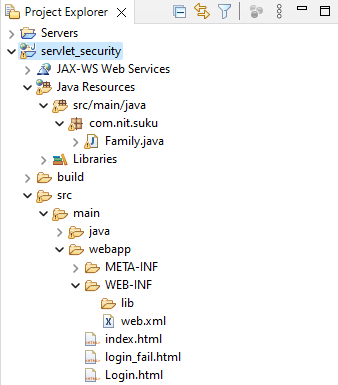 Project Explorer
Servers
servlet_security
JAX-WS Web Services
Java Resources
src/main/java
com.nit.suku
Family.java
Libraries
build
src
main
java
webapp
META-INF
WEB-INF
lib
web.xml
index.html
login_fail.html
Login.html